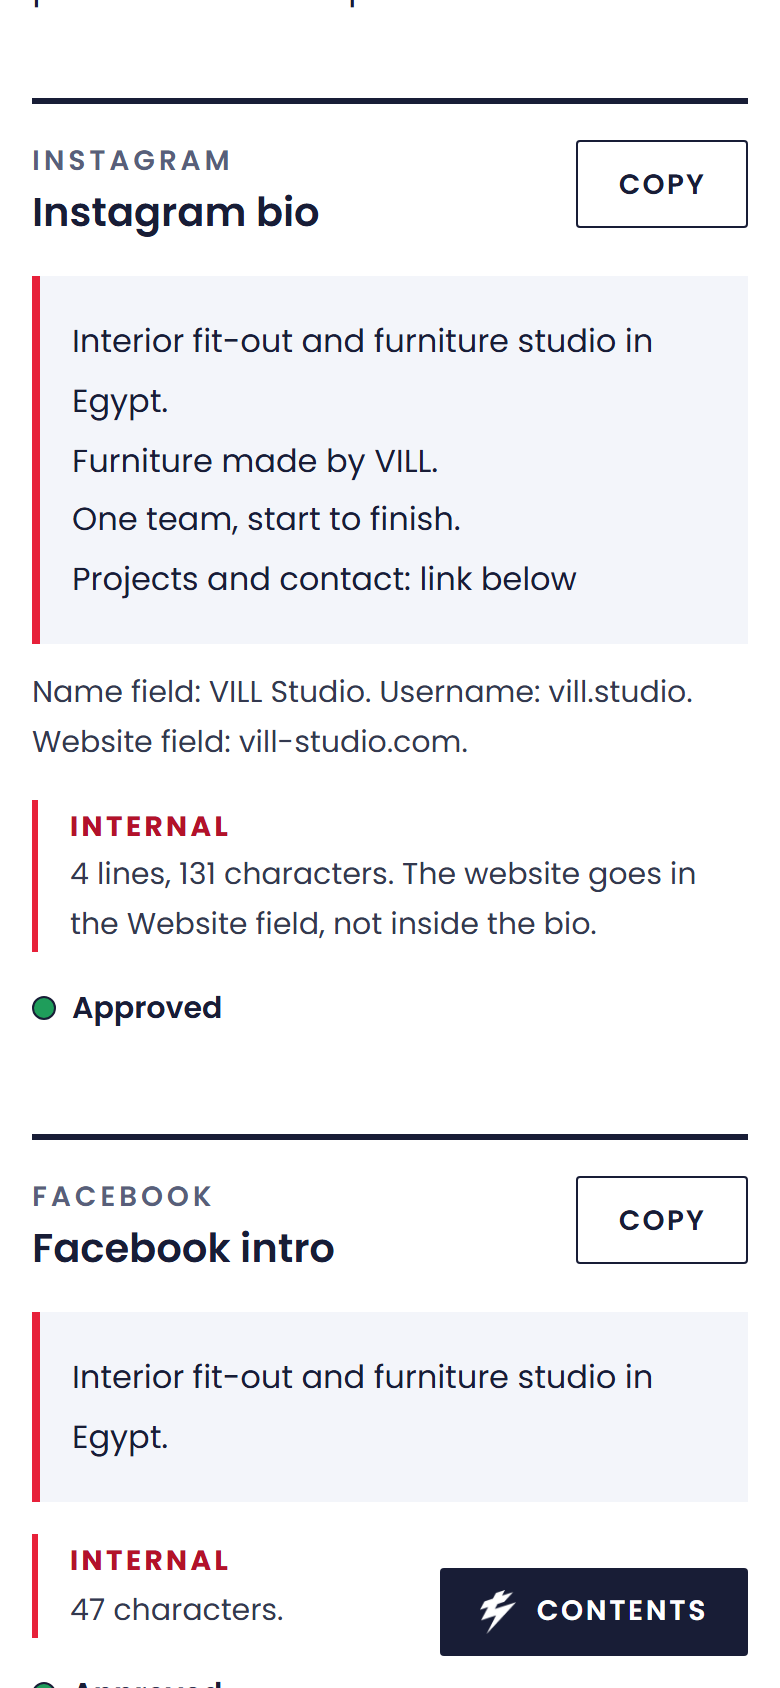 INSTAGRAM
COPY
Instagram bio
Interior fit-out and furniture studio in
Egypt.
Furniture made by VILL.
One team, start to finish.
Projects and contact: link below
Name field: VILL Studio. Username: vill.studio.
Website field: vill-studio.com.
INTERNAL
4 lines, 131 characters. The website goes in
the Website field, not inside the bio.
Approved
FACEBOOK
COPY
Facebook intro
Interior fit-out and furniture studio in
Egypt.
INTERNAL
47 characters.
CONTENTS